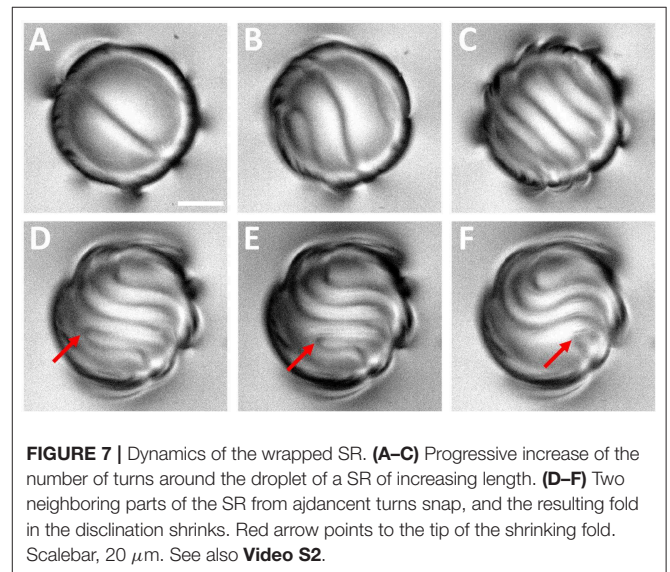 A
B
C
D
E
F
FIGURE 7 | Dynamics of the wrapped SR. (A–C) Progressive increase of the
number of turns around the droplet of a SR of increasing length. (D–F) Two
neighboring parts of the SR from ajdancent turns snap, and the resulting fold
in the disclination shrinks. Red arrow points to the tip of the shrinking fold.
Scalebar, 20 μm. See also Video S2.